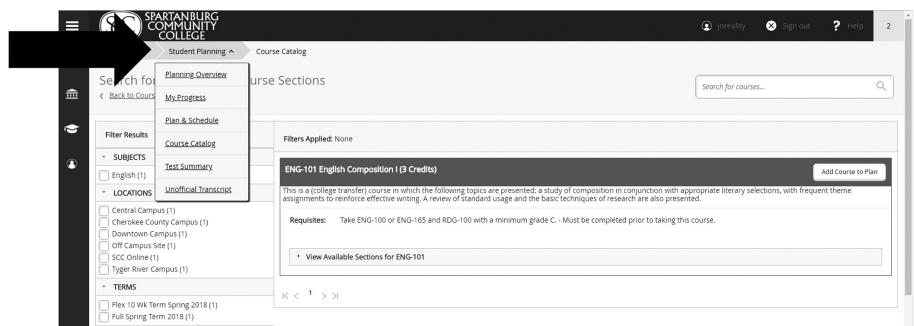 SPARTANBURG
COMMUNITY
COLLEGE
jnreality
Sign out
? Help
2
Student Planning
Course Catalog
Planning Overview
My Progress
Plan & Schedule
Course Catalog
Test Summary
Unofficial Transcript
Search for
urse Sections
< Back to Cours
Search for courses...
Filter Results
Filters Applied: None
SUBJECTS
English (1)
LOCATIONS
Central Campus (1)
Cherokee County Campus (1)
Downtown Campus (1)
Off Campus Site (1)
SCC Online (1)
Tyger River Campus (1)
TERMS
Flex 10 Wk Term Spring 2018 (1)
Full Spring Term 2018 (1)
ENG-101 English Composition I (3 Credits)
Add Course to Plan
This is a (college transfer) course in which the following topics are presented: a study of composition in conjunction with appropriate literary selections, with frequent theme
assignments to reinforce effective writing. A review of standard usage and the basic techniques of research are also presented.
Requisites: Take ENG-100 or ENG-165 and RDG-100 with a minimum grade C. - Must be completed prior to taking this course.
View Available Sections for ENG-101
1